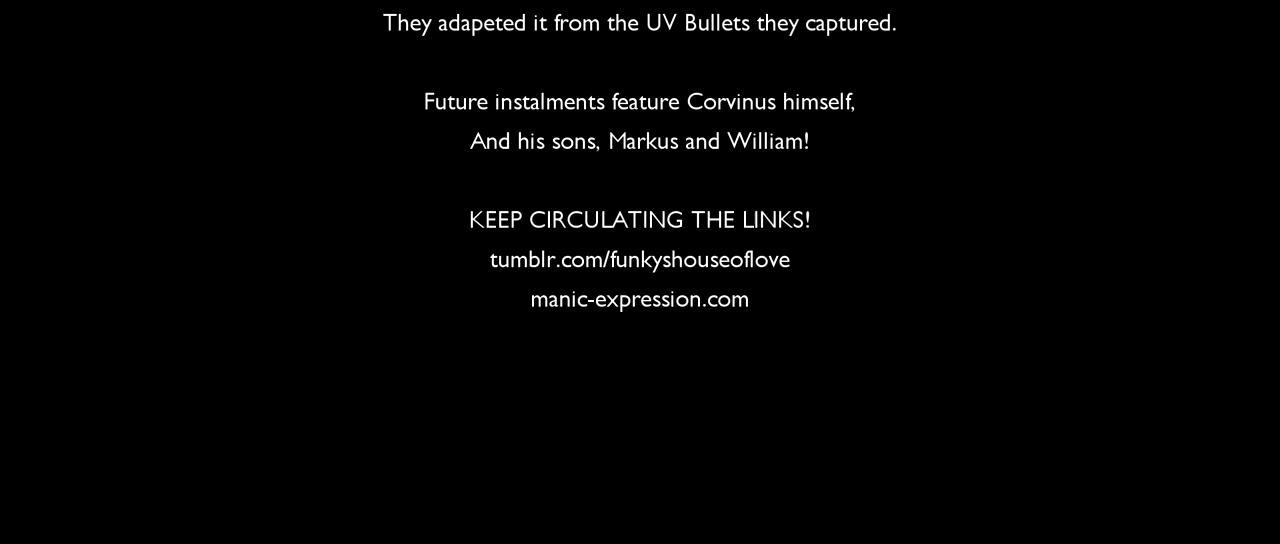 They adapeted it from the UV Bullets they captured.
Future instalments feature Corvinus himself,
And his sons, Markus and William!
KEEP CIRCULATING THE LINKS!
tumblr.com/funkyshouseoflove
manic-expression.com